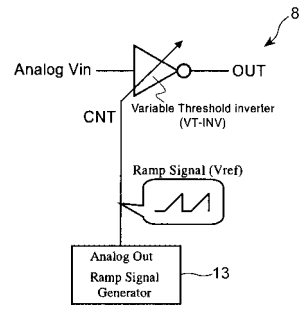 8
Analog Vin
OUT
Variable Threshold inverter
(VT-INV)
CNT
Ramp Signal (Vref)
Analog Out
Ramp Signal
Generator
13